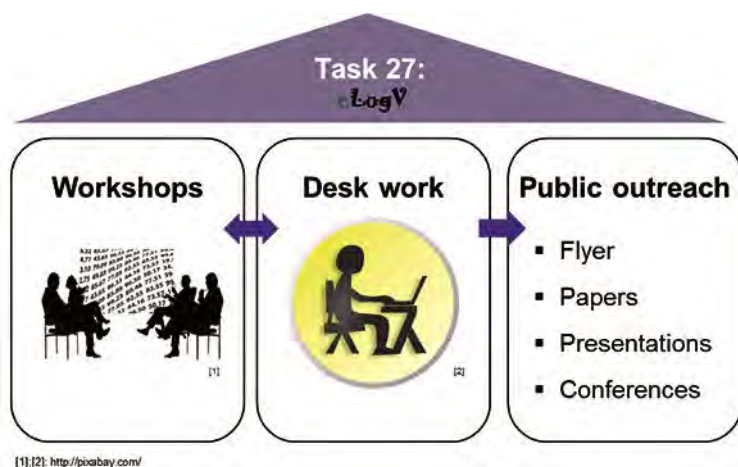 Task 27:
eLogV
Workshops
[1]
Desk work
[2]
Public outreach
▪ Flyer
▪ Papers
▪ Presentations
▪ Conferences
[1];[2]: http://pixabay.com/